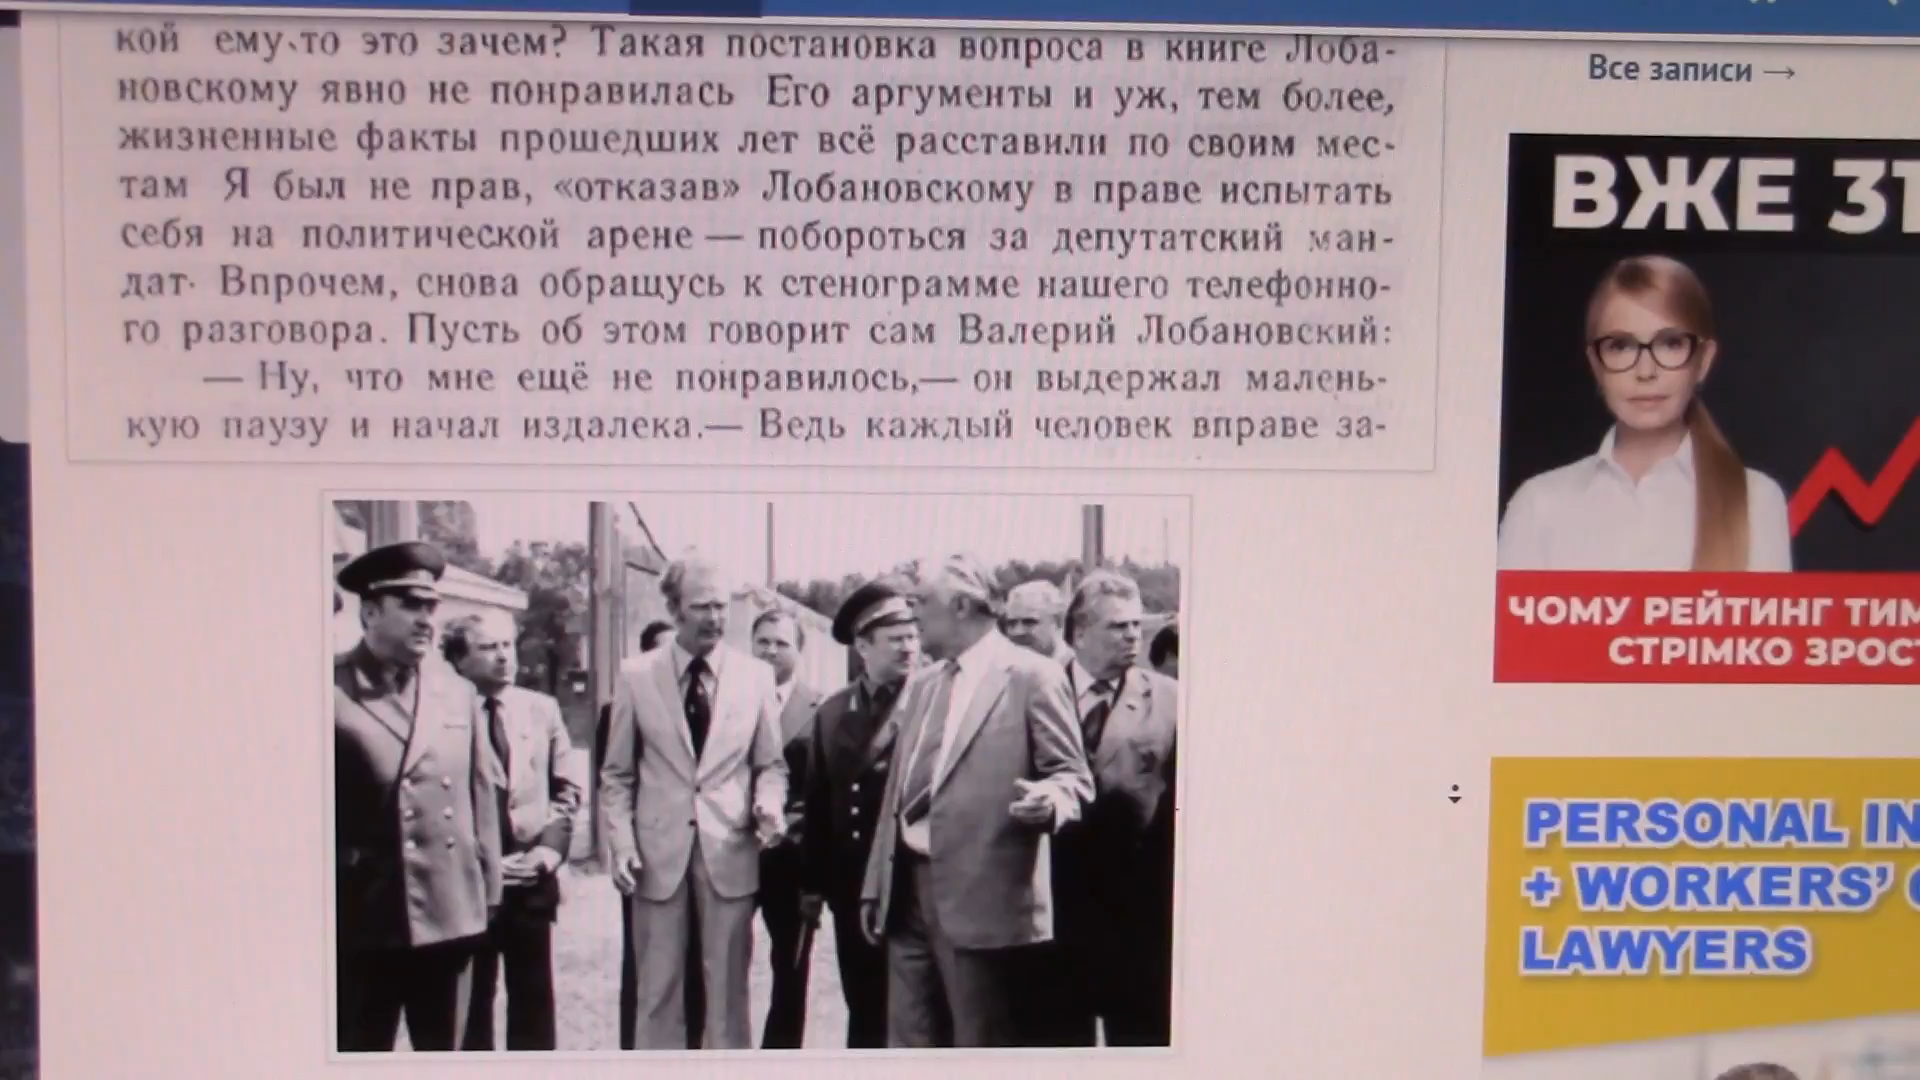 кой ему-то это зачем? Такая постановка вопроса в книге Лоба-
новскому явно не понравилась Его аргументы и уж, тем более,
жизненные факты прошедших лет всё расставили по своим мес-
там Я был не прав, «отказав» Лобановскому в праве испытать
себя на политической арене — побороться за депутатский ман-
дат. Впрочем, снова обращусь к стенограмме нашего телефонно-
го разговора. Пусть об этом говорит сам Валерий Лобановский:
— Ну, что мне ещё не понравилось,— он выдержал малень-
кую паузу и начал издалека.— Ведь каждый человек вправе за-
Все записи →
ВЖЕ 31
ЧОМУ РЕЙТИНГ ТИМ
СТРІМКО ЗРОС
PERSONAL IN
+ WORKERS'
LAWYERS